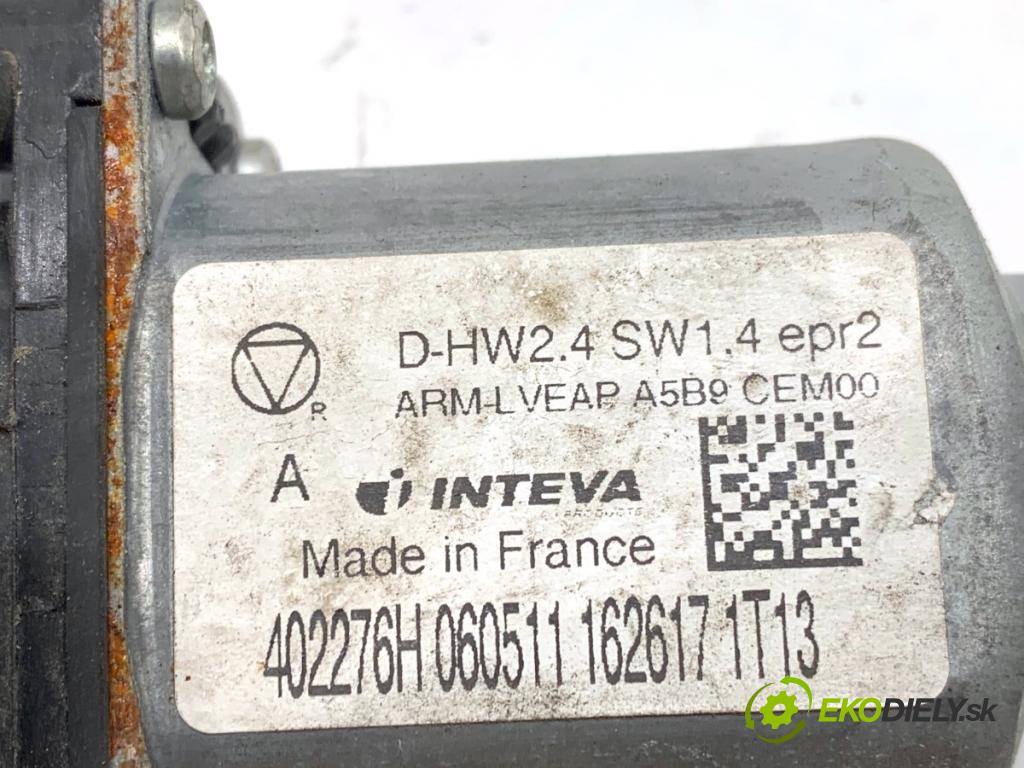 D-HW2.4 SW1.4 epr2
ARM-LVEAP A5B9 CEM00
R
A
INTEVA
PRODUCTS
Made in France
402276H 060511 162617 1T13
EKODIELY.sk